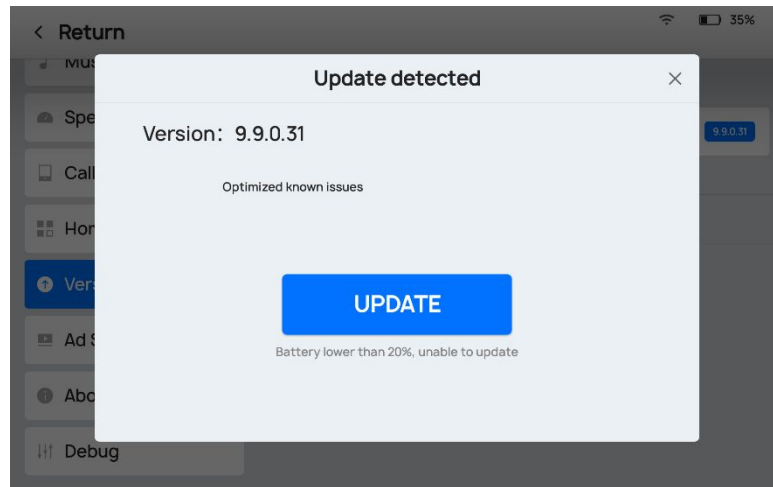 Return
35%
Update detected
Version: 9.9.0.31
9.9.0.31
Optimized known issues
UPDATE
Battery lower than 20%, unable to update
Debug